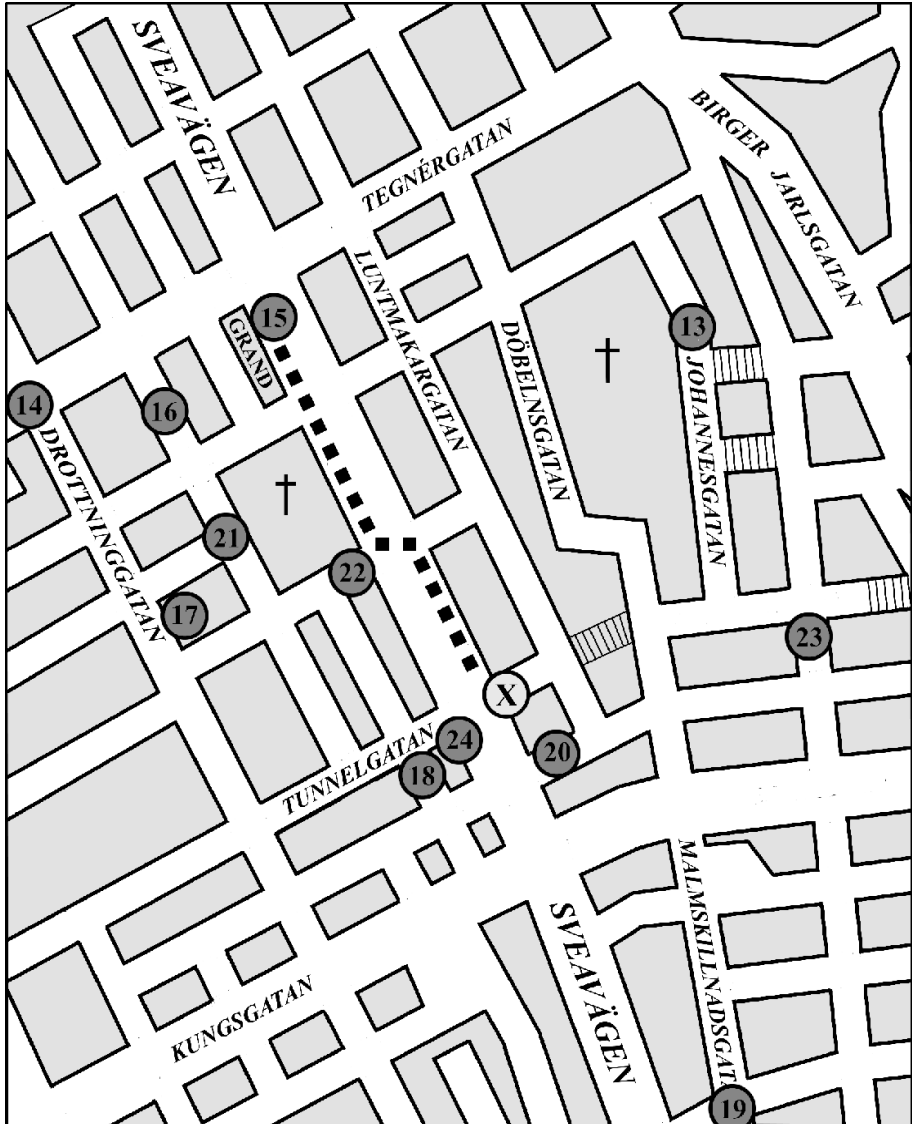 SVEAVÄGEN
BIRGER JARLSGATAN
TEGNÉRGATAN
LUNTMAKARGATAN
15
GRAND
DÖBELNSGATAN
13
JOHANNESGATAN
14
16
DROTTNINGGATAN
21
22
17
23
X
24
20
18
TUNNELGATAN
MALMSKILLNADSGATA
SVEAVÄGEN
KUNGSGATAN
19